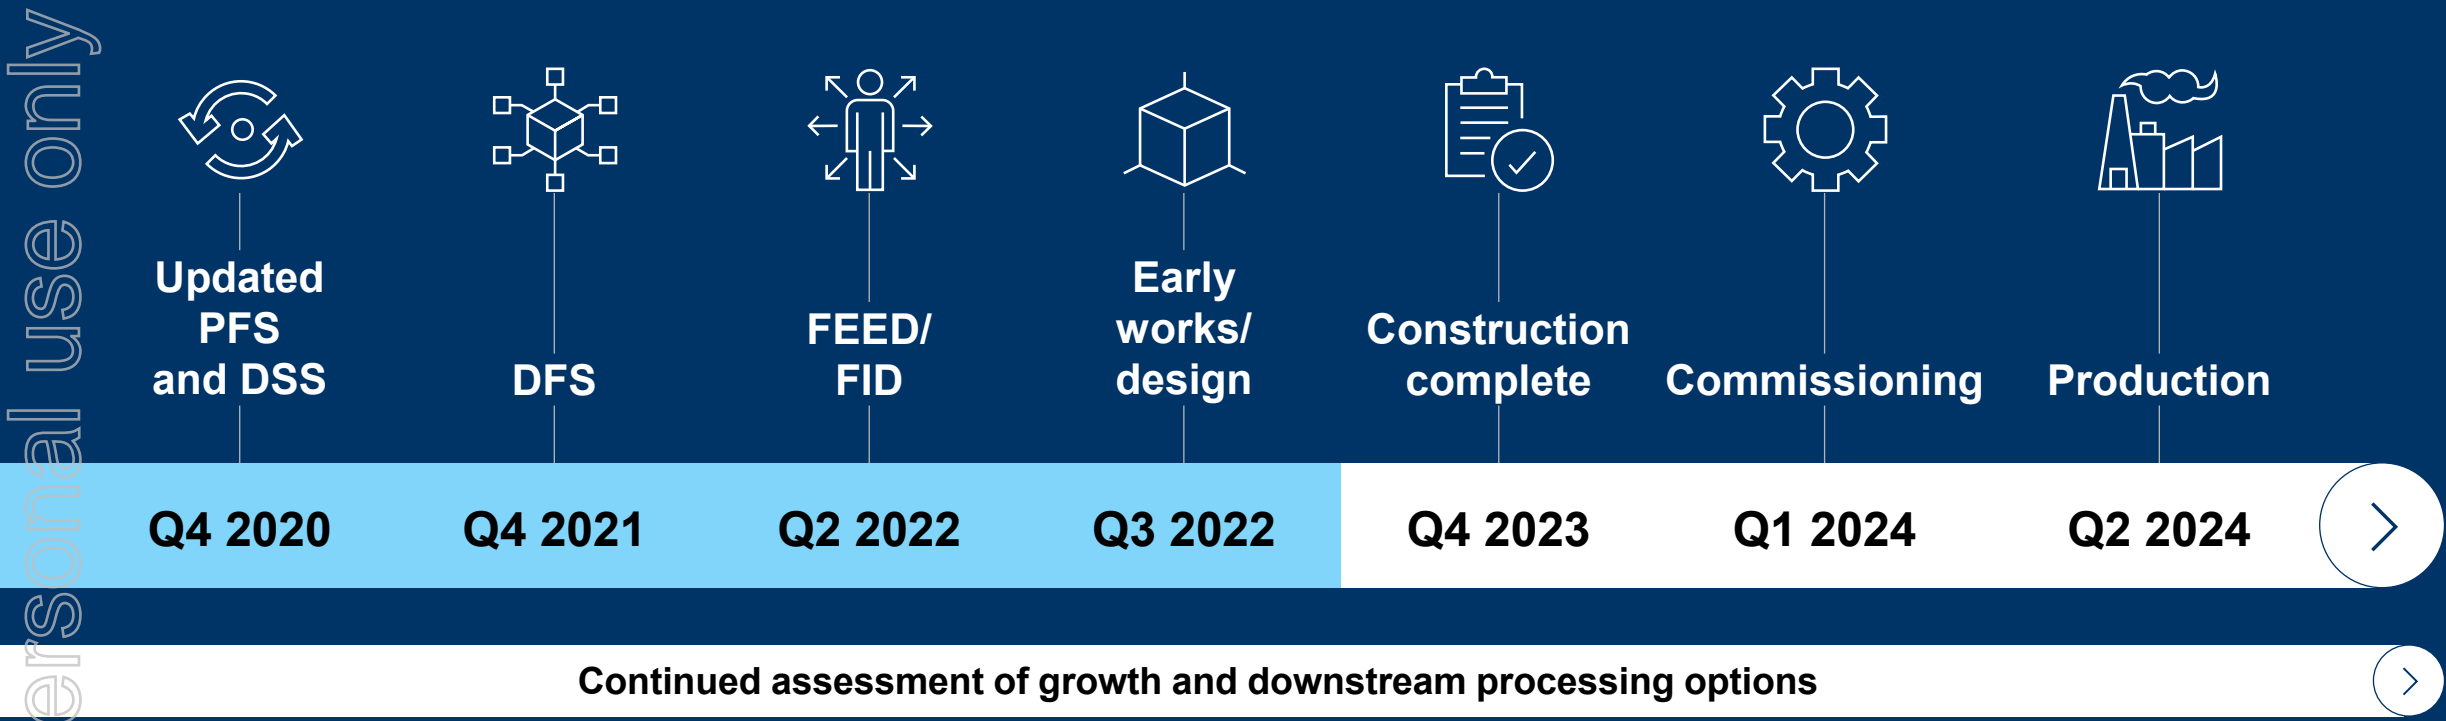 Updated
PFS
and DSS
DFS
FEED/
FID
Early
works/
design
Construction
complete
Commissioning
Production
Q4 2020
Q4 2021
Q2 2022
Q3 2022
Q4 2023
Q1 2024
Q2 2024
Continued assessment of growth and downstream processing options
ersonal use only